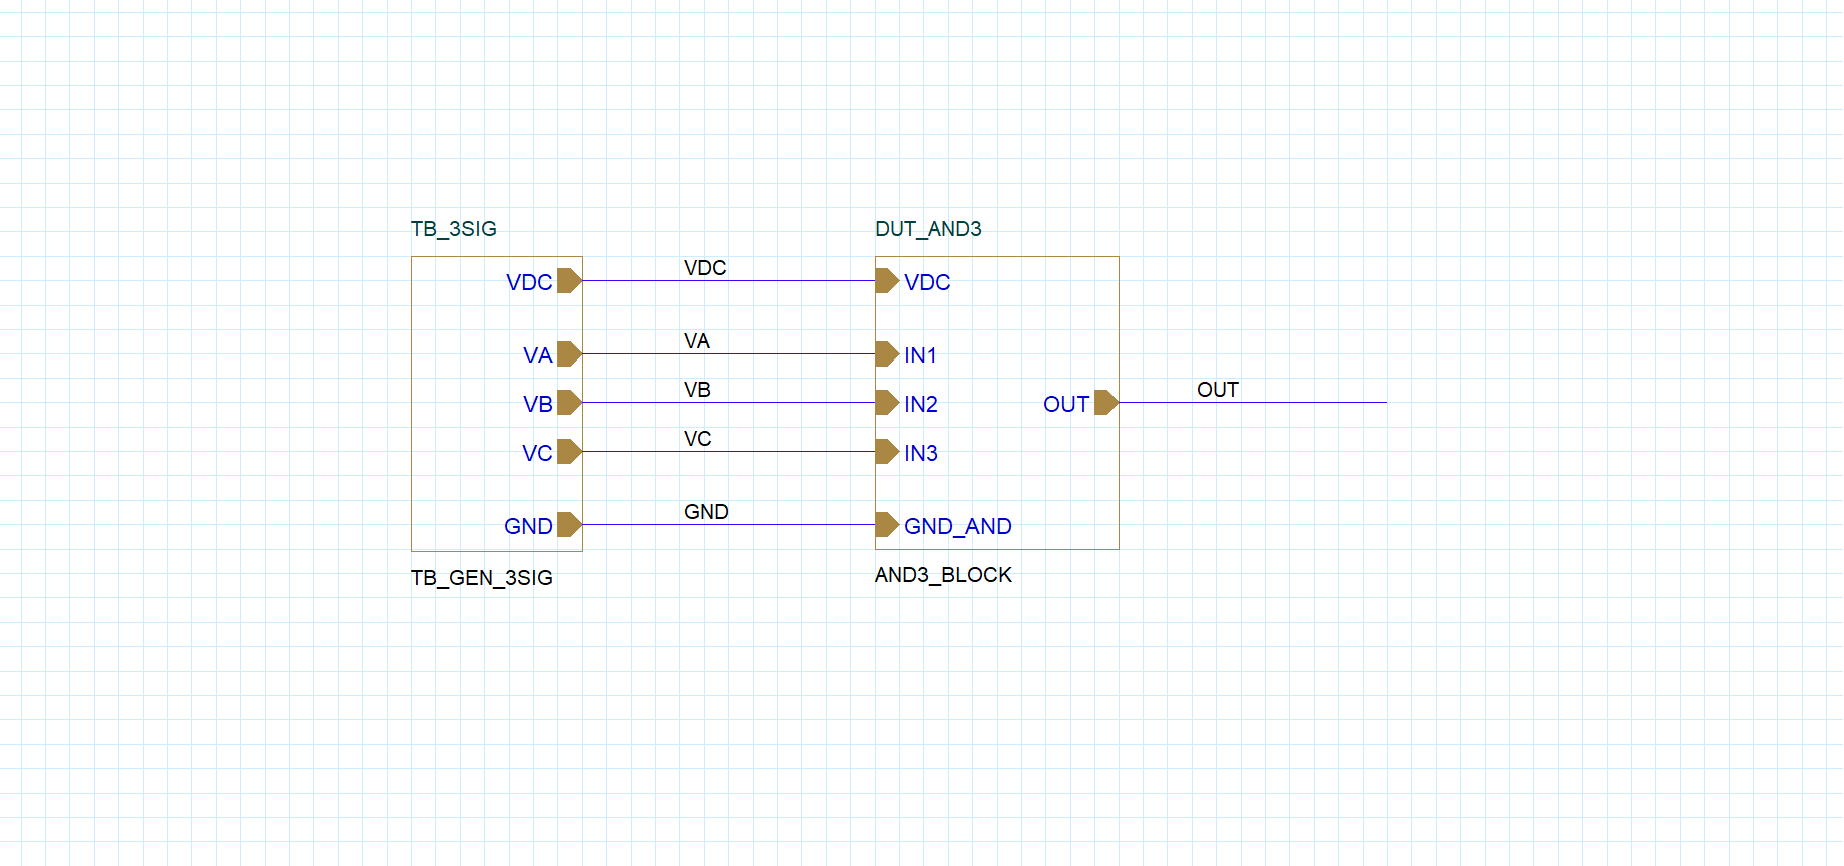 TB_3SIG
DUT_AND3
VDC
VDC
VDC
VA
VA
IN1
VB
VB
IN2
OUT
OUT
VC
VC
IN3
GND
GND
GND_AND
TB_GEN_3SIG
AND3_BLOCK